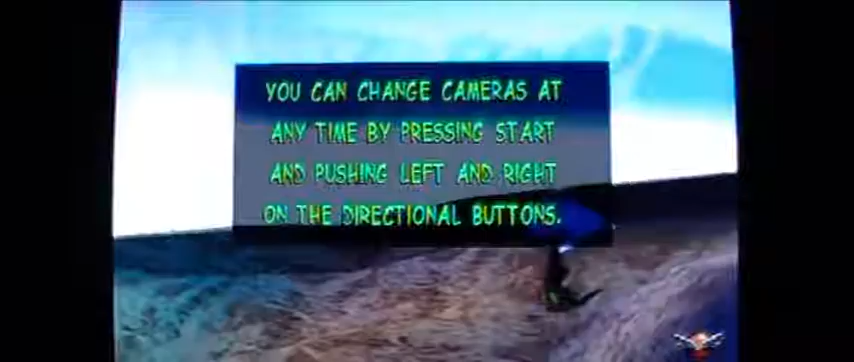 YOU CAN CHANGE CAMERAS AT
ANY TIME BY PRESSING START
AND PUSHING LEFT AND RIGHT
ON THE DIRECTIONAL BUTTONS.